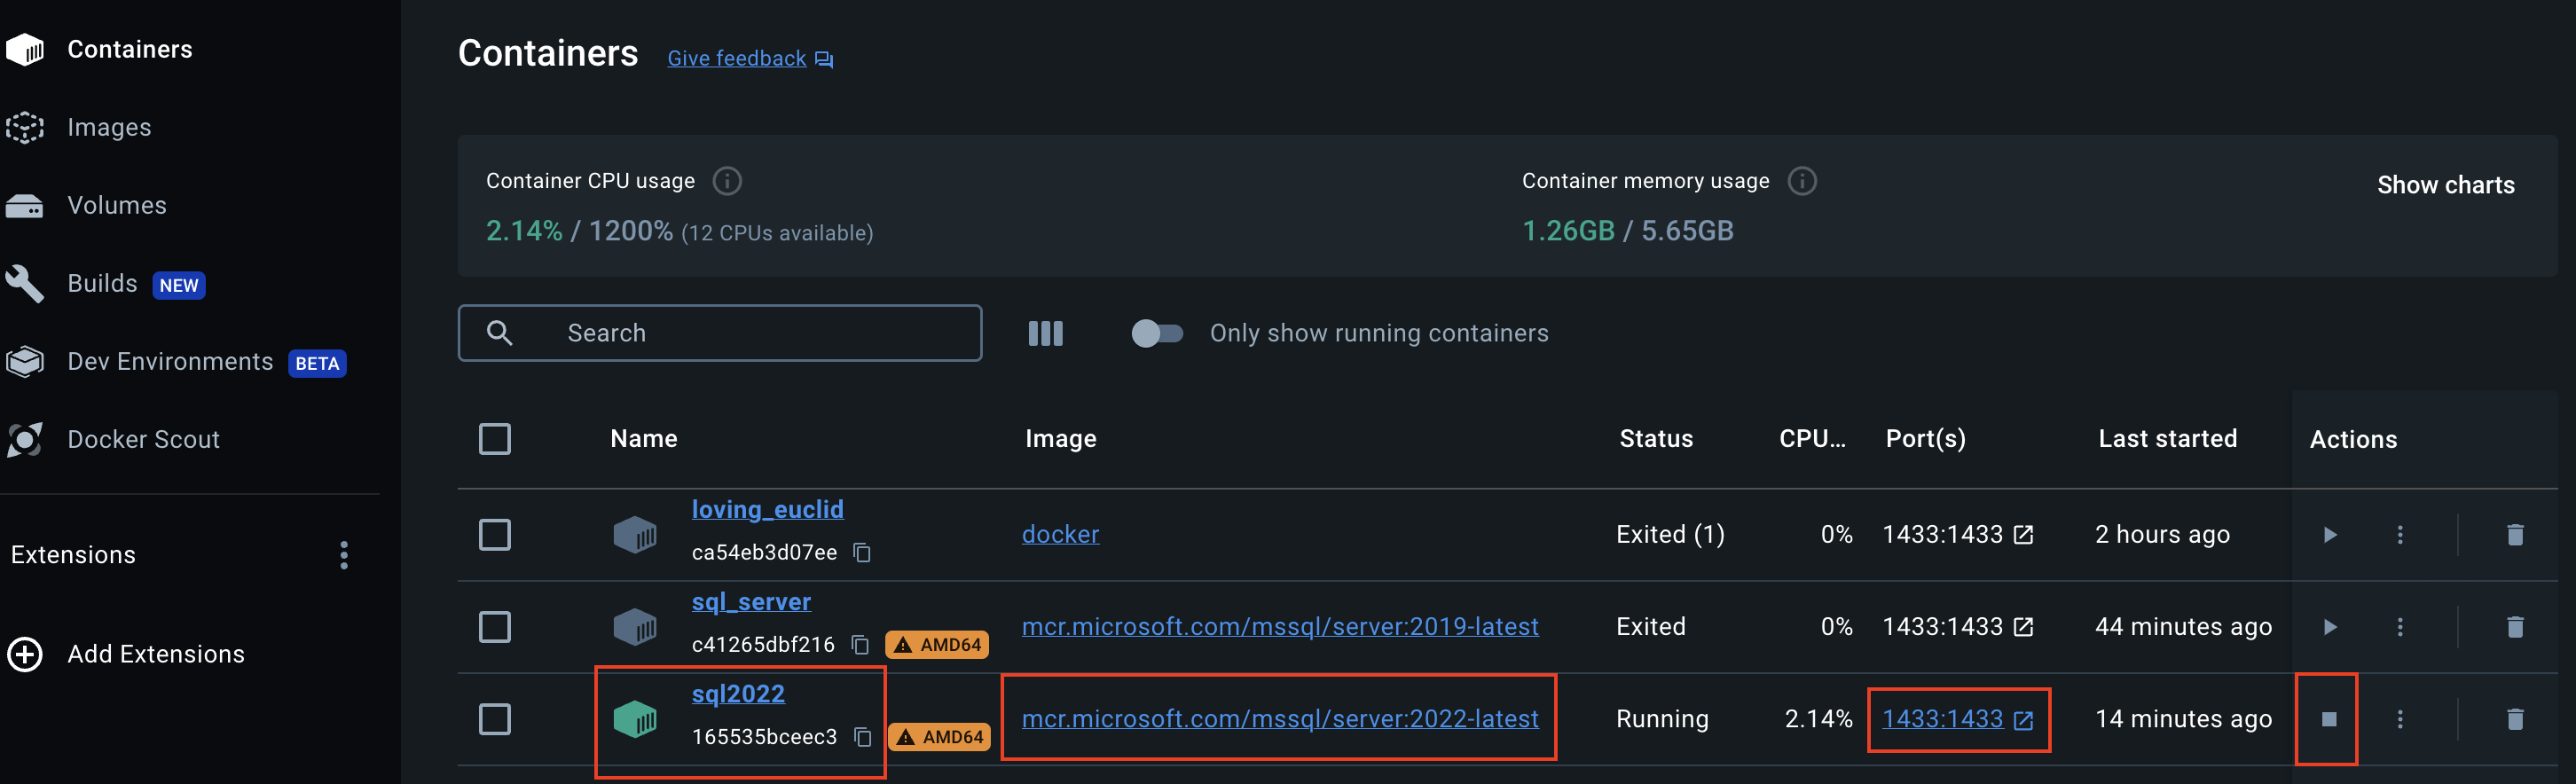 Containers
Images
Volumes
Builds NEW
Dev Environments BETA
Docker Scout
Extensions
Add Extensions
Containers Give feedback
Container CPU usage
2.14% / 1200% (12 CPUs available)
Container memory usage
1.26GB / 5.65GB
Show charts
Search
Only show running containers
Name Image Status CPU... Port(s) Last started Actions
loving_euclid
ca54eb3d07ee
docker Exited (1) 0% 1433:1433 2 hours ago
sql_server
c41265dbf216 AMD64
mcr.microsoft.com/mssql/server:2019-latest Exited 0% 1433:1433 44 minutes ago
sql2022
165535bceec3 AMD64
mcr.microsoft.com/mssql/server:2022-latest Running 2.14% 1433:1433 14 minutes ago